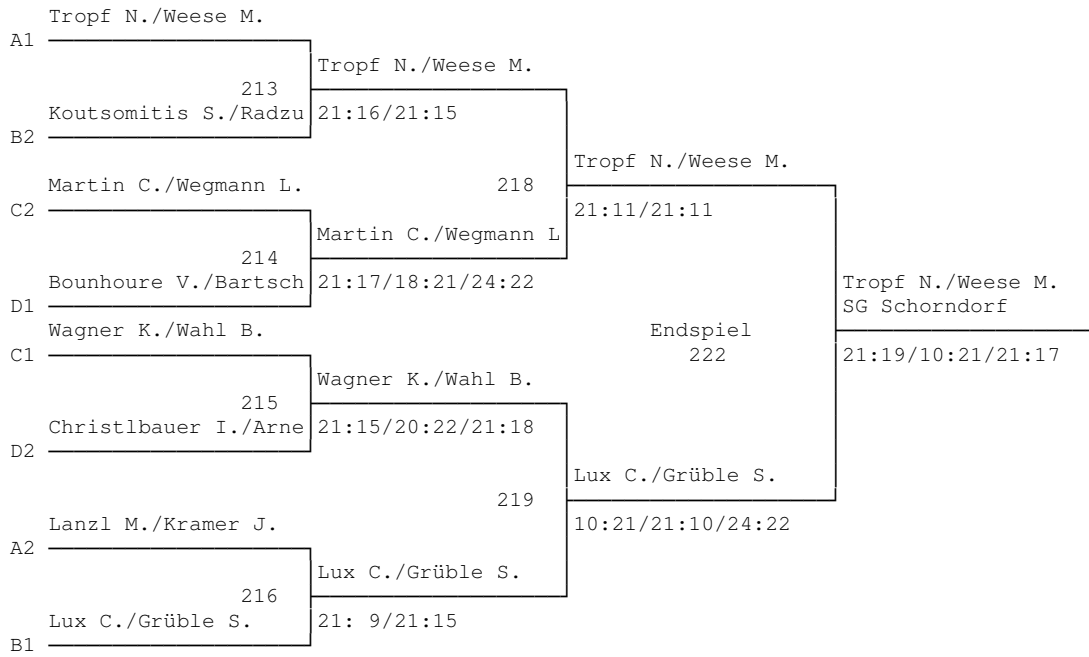 Tropf N./Weese M.
A1
Tropf N./Weese M.
213
Koutsomitis S./Radzu 21:16/21:15
B2
Tropf N./Weese M.
Martin C./Wegmann L. 218
C2
21:11/21:11
Martin C./Wegmann L
214
Bounhoure V./Bartsch 21:17/18:21/24:22
Tropf N./Weese M.
D1
SG Schorndorf
Wagner K./Wahl B.
Endspiel
C1
222
21:19/10:21/21:17
Wagner K./Wahl B.
215
Christlbauer I./Arne 21:15/20:22/21:18
D2
Lux C./Grüble S.
219
Lanzl M./Kramer J.
10:21/21:10/24:22
A2
Lux C./Grüble S.
216
Lux C./Grüble S. 21: 9/21:15
B1